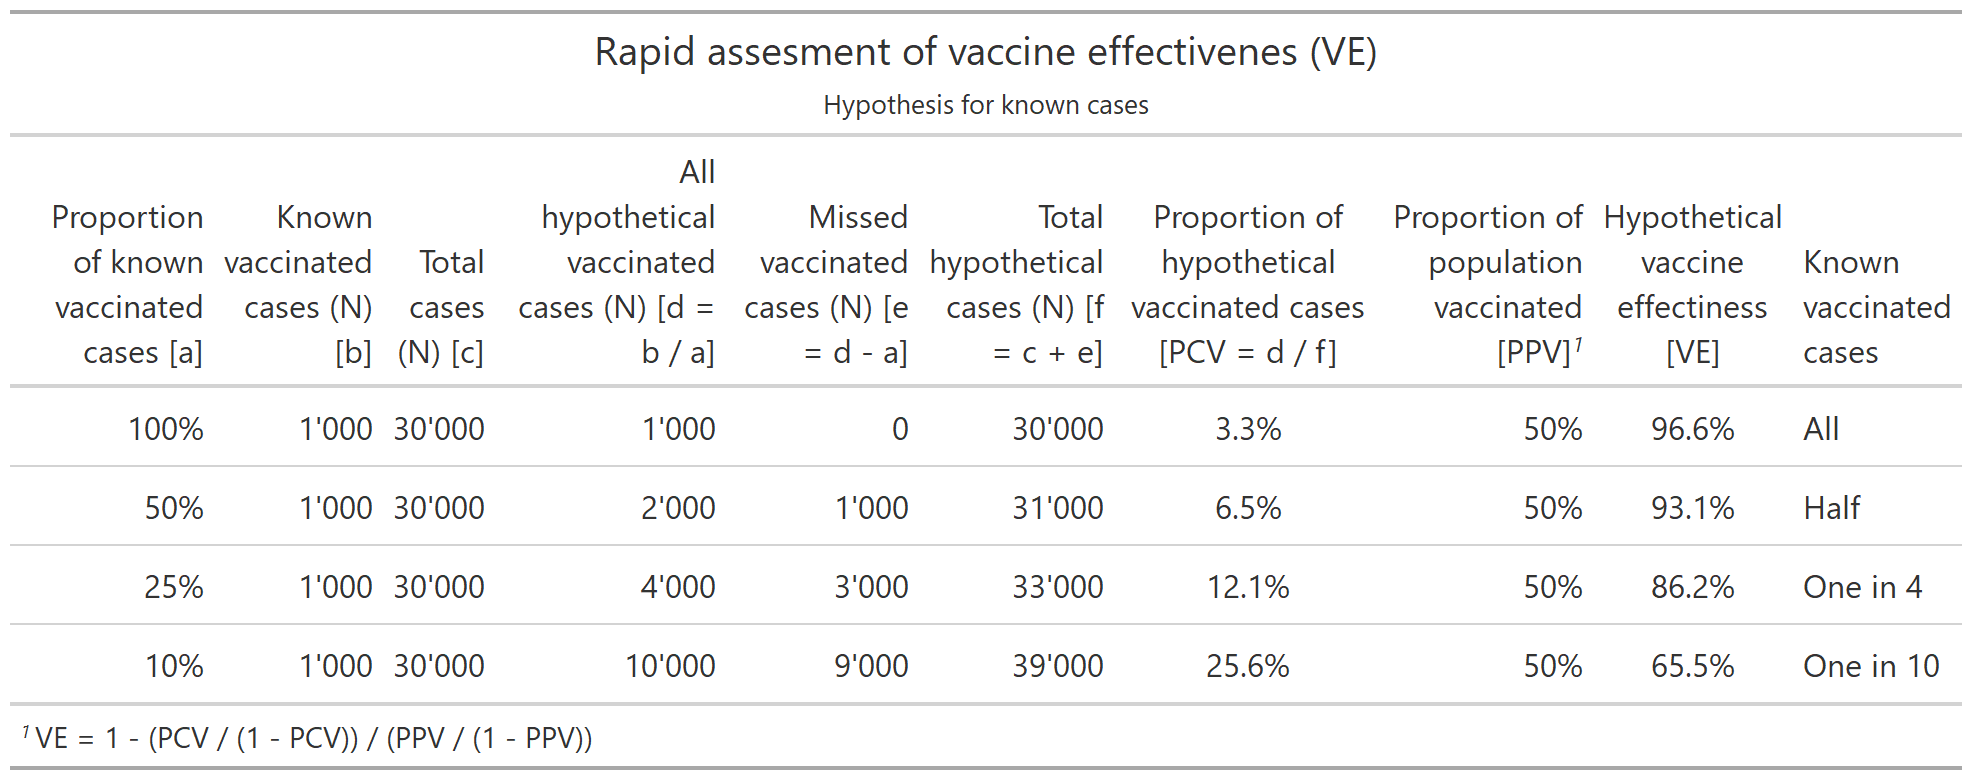 Rapid assesment of vaccine effectivenes (VE)
Hypothesis for known cases
All
Proportion Known hypothetical Missed Total Proportion of Proportion of Hypothetical
of known vaccinated Total vaccinated vaccinated hypothetical hypothetical population vaccine Known
vaccinated cases (N) cases cases (N) [d = cases (N) [e cases (N) [f vaccinated cases vaccinated effectiness vaccinated
cases [a] [b] (N) [c] b / a] = d - a] = c + e] [PCV = d / f] [PPV]1 [VE] cases
100% 1'000 30'000 1'000 0 30'000 3.3% 50% 96.6% All
50% 1'000 30'000 2'000 1'000 31'000 6.5% 50% 93.1% Half
25% 1'000 30'000 4'000 3'000 33'000 12.1% 50% 86.2% One in 4
10% 1'000 30'000 10'000 9'000 39'000 25.6% 50% 65.5% One in 10
1 VE = 1 - (PCV / (1 - PCV)) / (PPV / (1 - PPV))